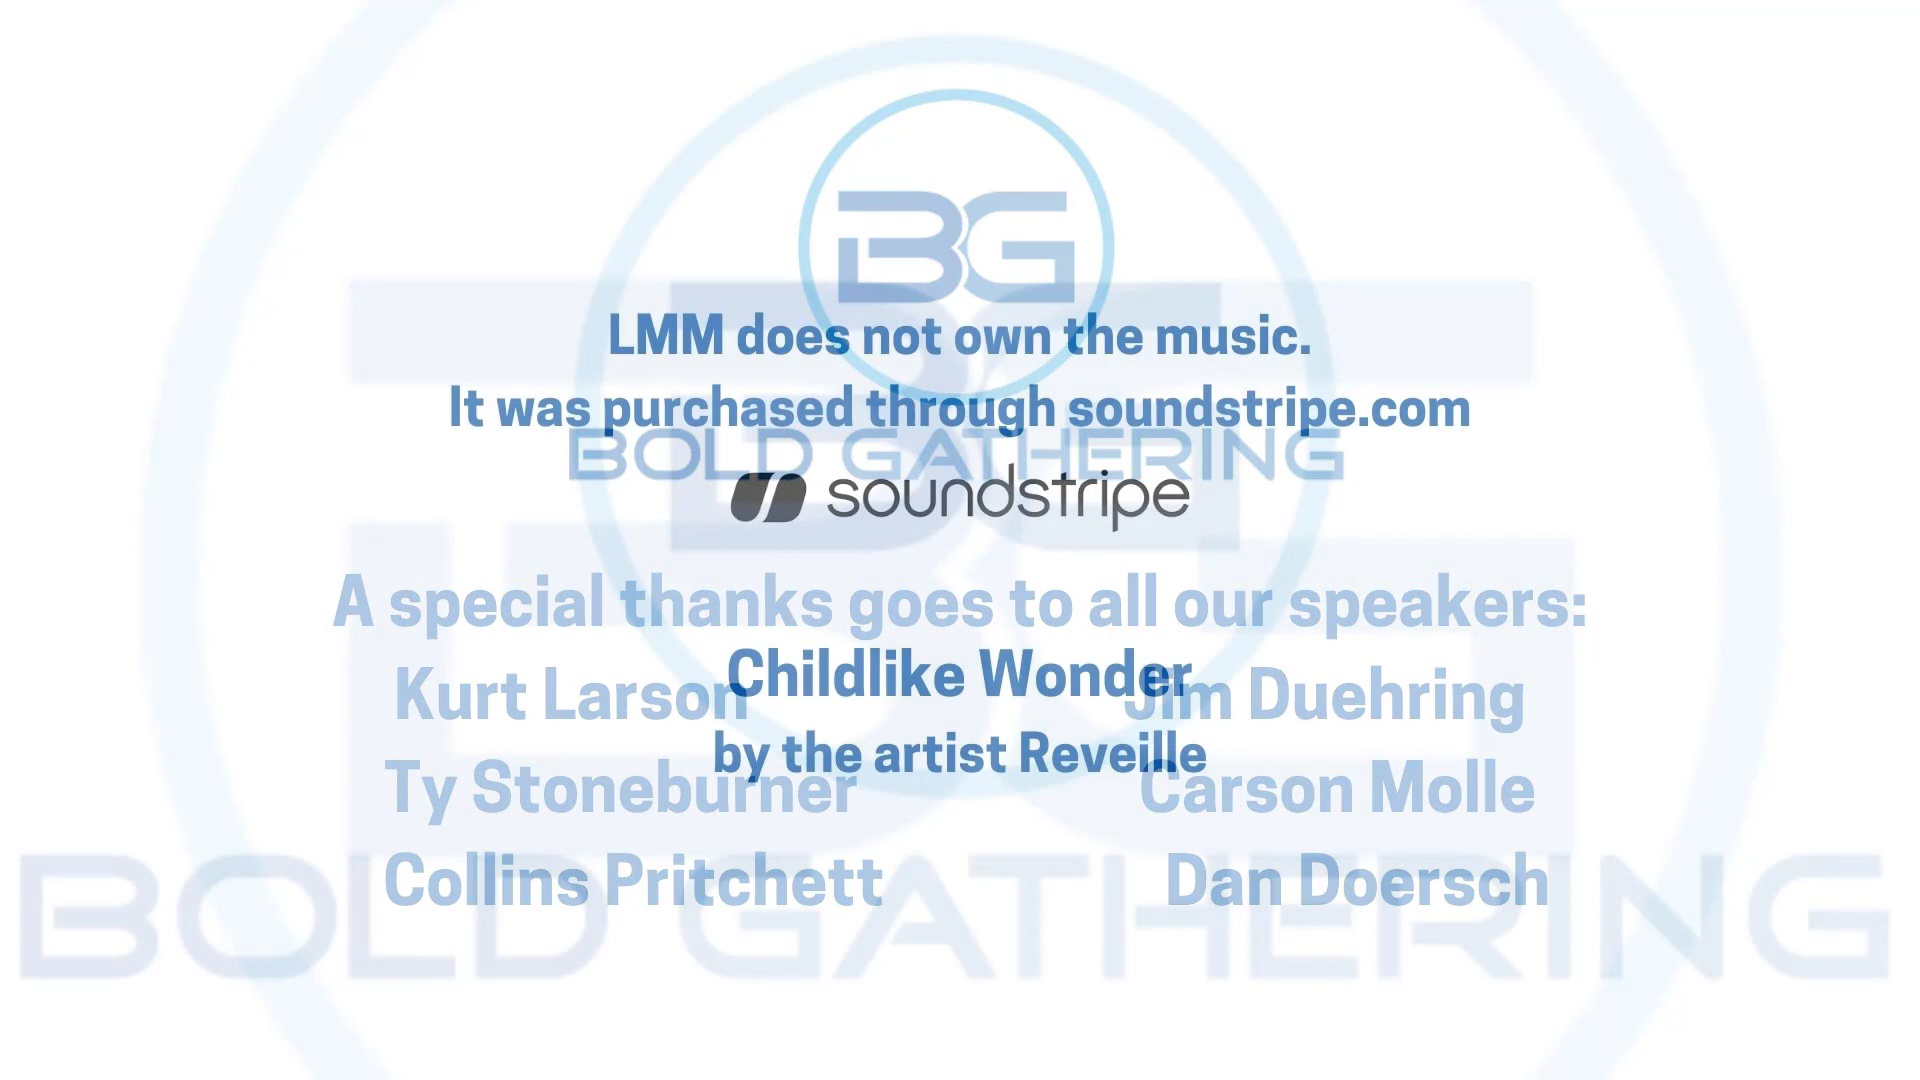 BG
LMM does not own the music.
It was purchased through soundstripe.com
BOLD GATHERING
soundstripe
BG
A special thanks goes to all our speakers:
Childlike Wonder
Kurt Larson Jim Duehring
by the artist Reveille
Ty Stoneburner Carson Molle
Collins Pritchett Dan Doersch
BOLD GATHERING